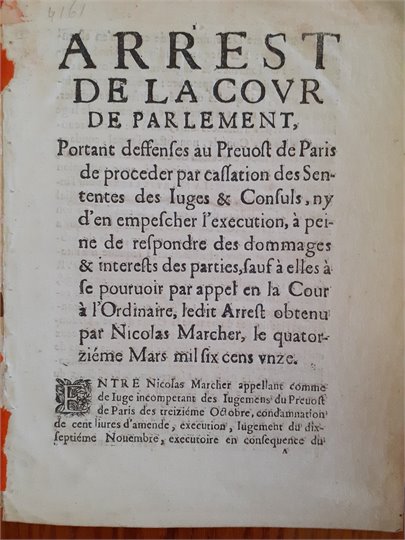 6161
ARREST
DE LA COVR
DE PARLEMENT,
Portant deffenses au Preuost de Paris
de proceder par cassation des Sen-
tentes des Iuges & Consuls, ny
d'en empescher l'execution, à pei-
ne de respondre des dommages
& interests des parties, sauf à elles à
se pouruoir par appel en la Cour
à l'Ordinaire, ledit Arrest obtenu
par Nicolas Marcher, le quator-
ziéme Mars mil six cens vnze.
ENTRE Nicolas Marcher appellant comme
de Iuge incompetant des Iugemens du Preuost
de Paris des treiziéme Octobre, condamnation
de cent liures d'amende, execution, iugement du dix-
septiéme Nouembre, executoire en consequence du
A